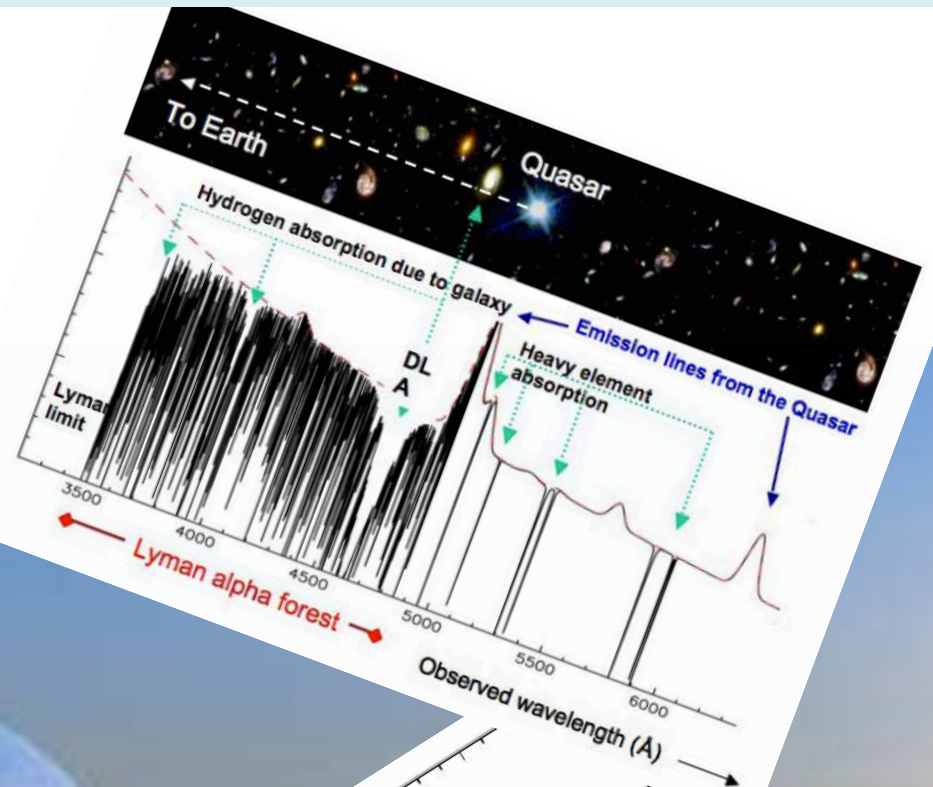 To Earth
Quasar
Hydrogen absorption due to galaxy
Emission lines from the Quasar
Heavy element
absorption
DL
A
Lyman
limit
3500
4000
4500
5000
5500
6000
Lyman alpha forest
Observed wavelength (Å)